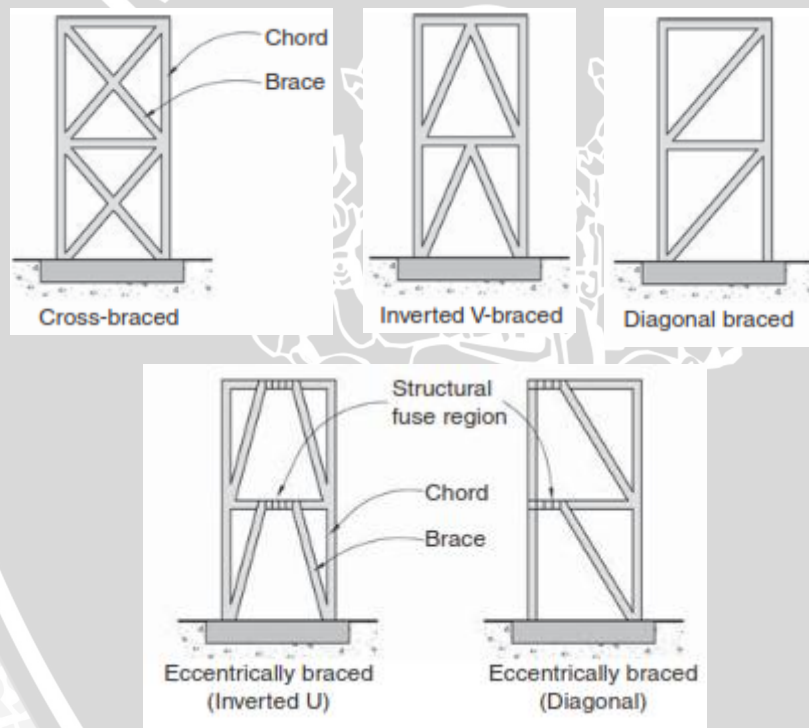 Chord
Brace
Cross-braced
Inverted V-braced
Diagonal braced
Structural
fuse region
Chord
Brace
Eccentrically braced
(Inverted U)
Eccentrically braced
(Diagonal)